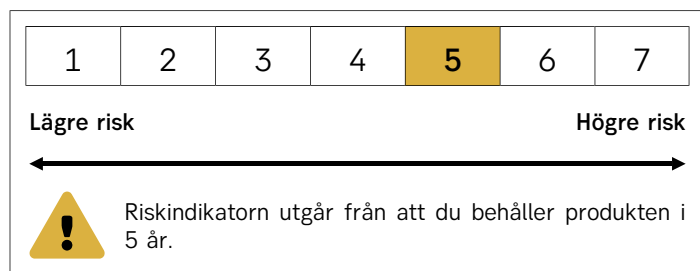 1 2 3 4 5 6 7
Lägre risk Högre risk
Riskindikatorn utgår från att du behåller produkten i
5 år.